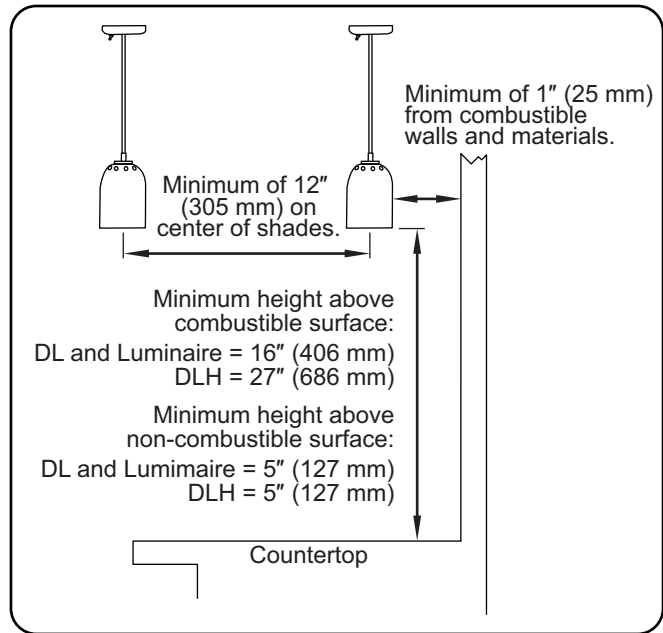 Minimum of 1″ (25 mm)
from combustible
walls and materials.
Minimum of 12″
(305 mm) on
center of shades.
Minimum height above
combustible surface:
DL and Luminaire = 16″ (406 mm)
DLH = 27″ (686 mm)
Minimum height above
non-combustible surface:
DL and Lumimaire = 5″ (127 mm)
DLH = 5″ (127 mm)
Countertop